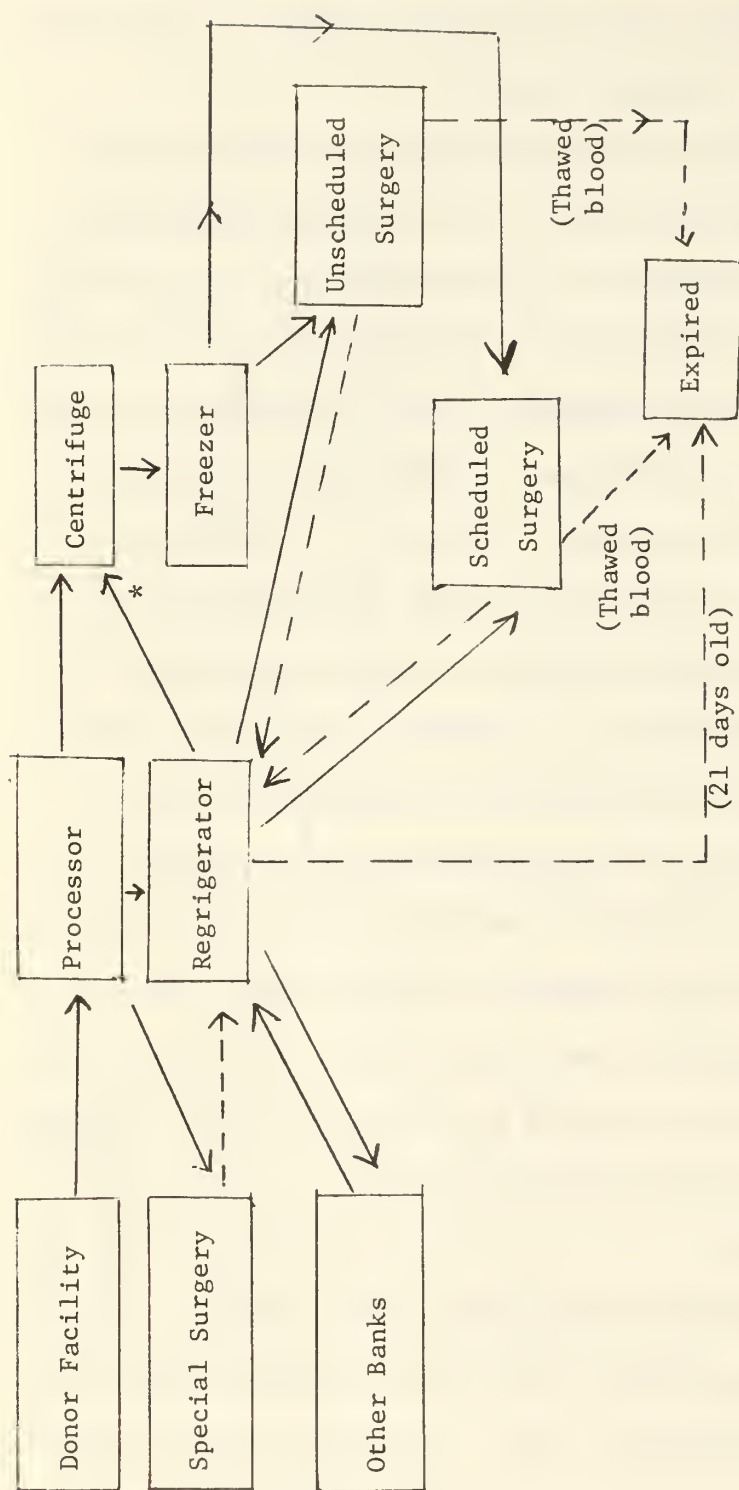 Donor Facility
Processor
Centrifuge
Special Surgery
Regrigerator
*
Freezer
Unscheduled
Surgery
Other Banks
Scheduled
Surgery
(Thawed
blood)
(Thawed
blood)
(21 days old)
Expired